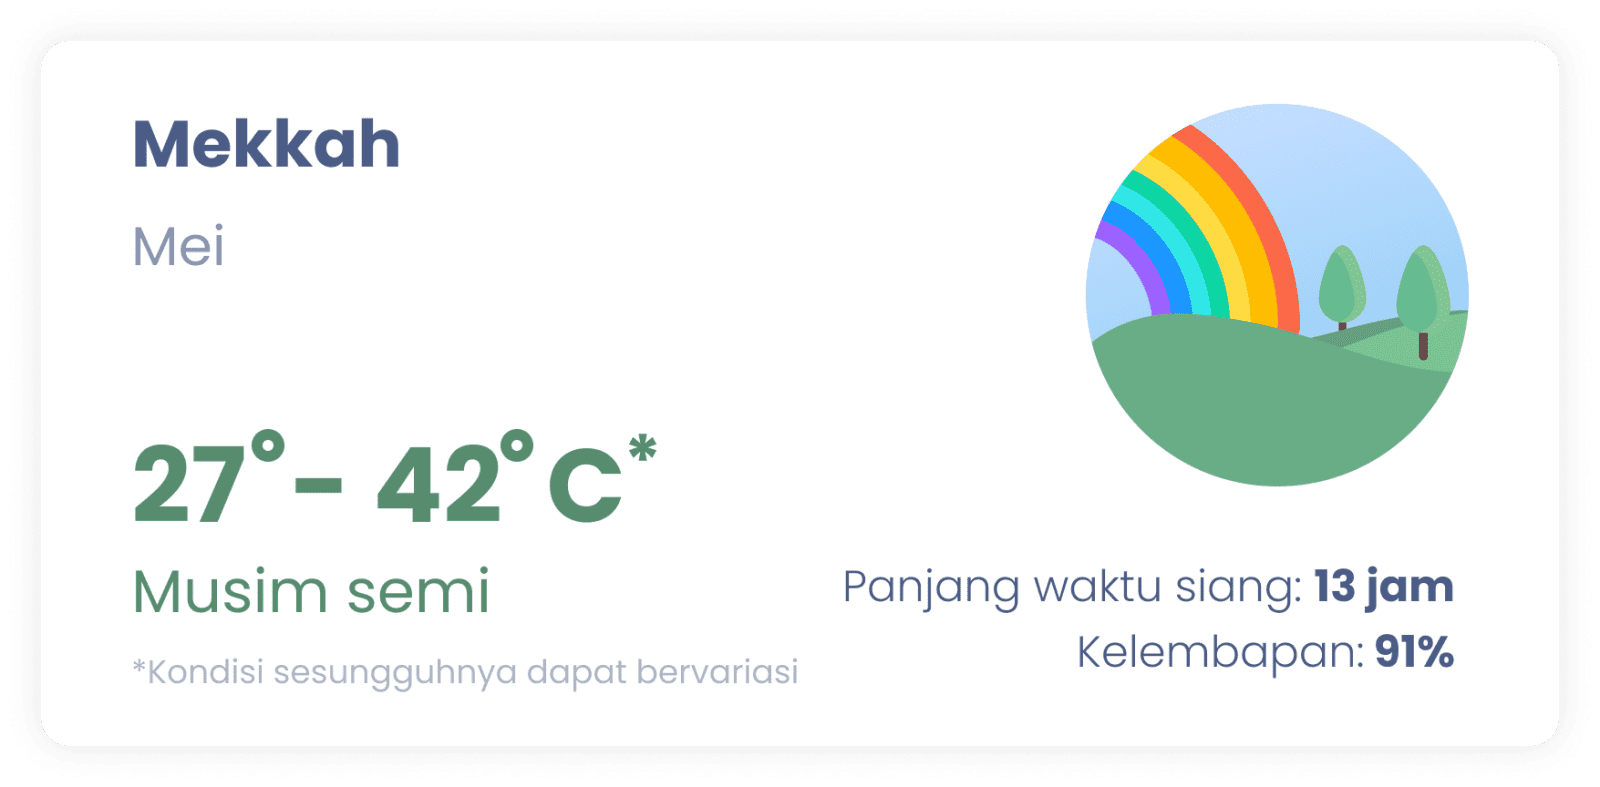 Mekkah
Mei
27°- 42°C*
Musim semi
*Kondisi sesungguhnya dapat bervariasi
Panjang waktu siang: 13 jam
Kelembapan: 91%